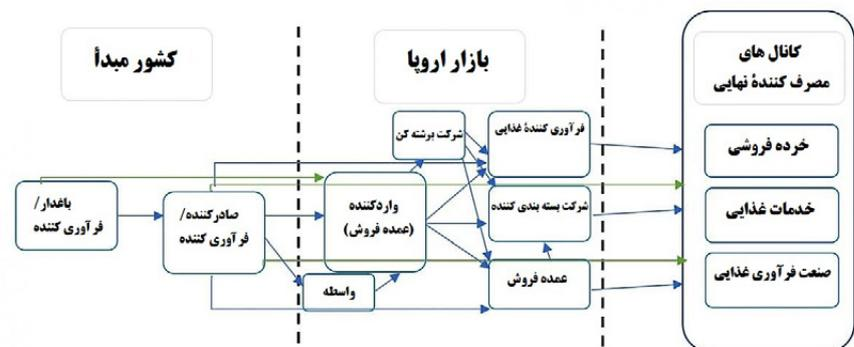 کشور مبدأ
بازار اروپا
کانال های
مصرف کنندهٔ نهایی
شرکت برشته کن
فرآوری کنندهٔ غذایی
خرده فروشی
باغدار/
فرآوری کننده
صادرکننده/
فرآوری کننده
واردکننده
(عمده فروش)
شرکت بسته بندی کننده
خدمات غذایی
واسطه
عمده فروش
صنعت فرآوری غذایی